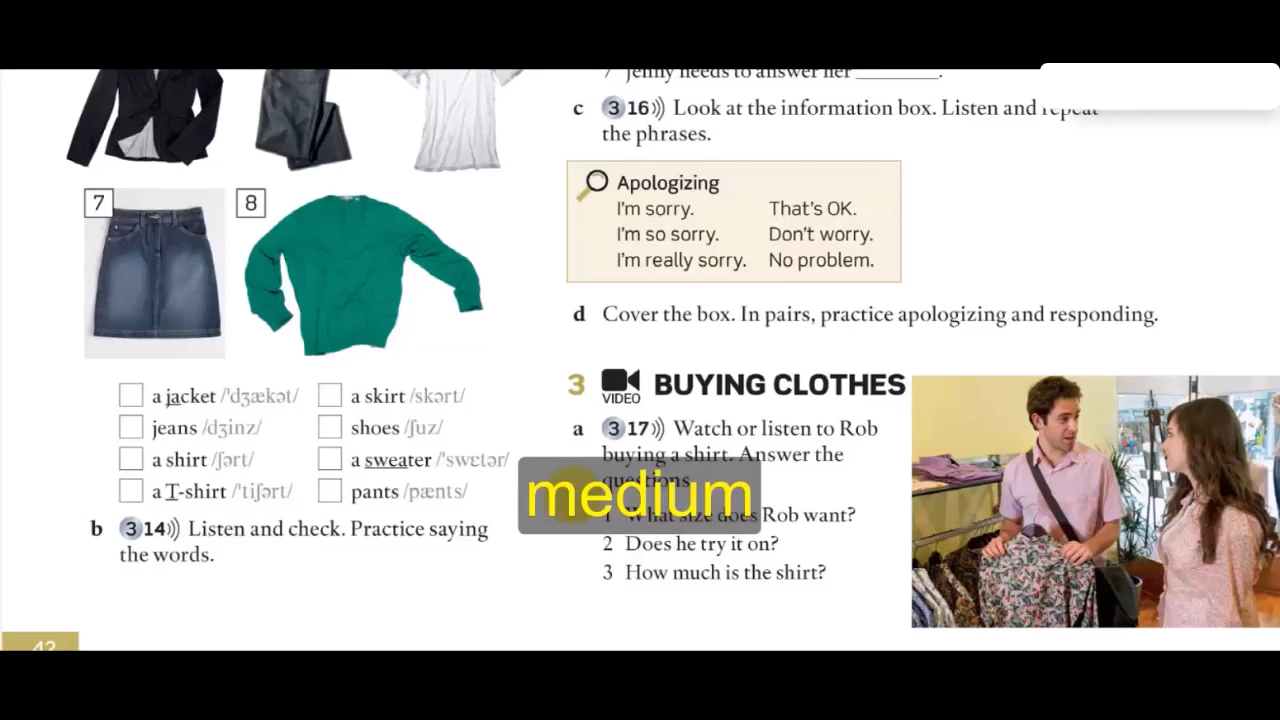 7 Jenny needs to answer her ________.
c 3 16))) Look at the information box. Listen and repeat
the phrases.
Apologizing
I'm sorry. That's OK.
I'm so sorry. Don't worry.
I'm really sorry. No problem.
d Cover the box. In pairs, practice apologizing and responding.
7
8
a jacket /ˈdʒækət/ a skirt /skərt/
jeans /dʒinz/ shoes /ʃuz/
a shirt /ʃərt/ a sweater /ˈswɛtər/
a T-shirt /ˈtiʃərt/ pants /pænts/
b 3 14))) Listen and check. Practice saying
the words.
3 VIDEO BUYING CLOTHES
a 3 17))) Watch or listen to Rob
buying a shirt. Answer the
questions
medium
1 What size does Rob want?
2 Does he try it on?
3 How much is the shirt?
42